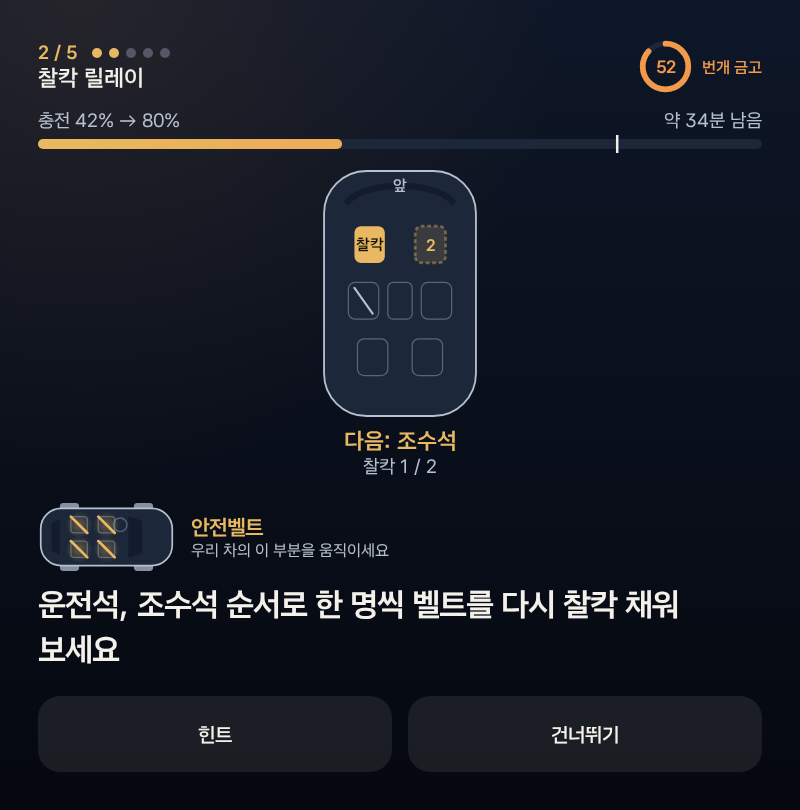 2 / 5
찰칵 릴레이
52
번개 금고
충전 42% → 80%
약 34분 남음
앞
찰칵
2
다음: 조수석
찰칵 1 / 2
안전벨트
우리 차의 이 부분을 움직이세요
운전석, 조수석 순서로 한 명씩 벨트를 다시 찰칵 채워
보세요
힌트
건너뛰기